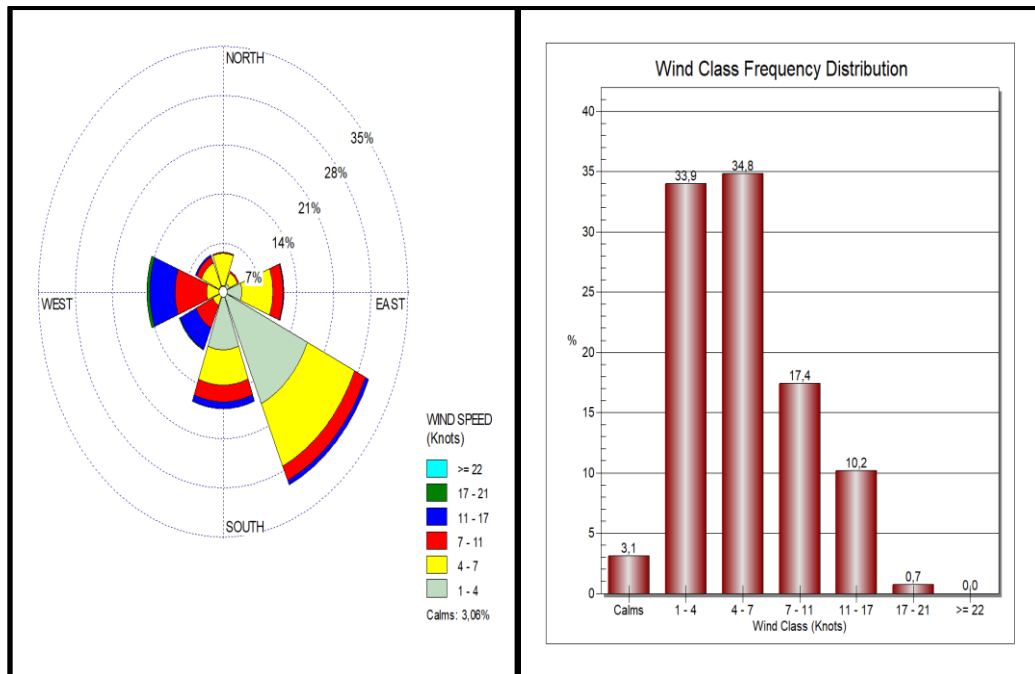 NORTH
35%
28%
21%
14%
7%
WEST
EAST
SOUTH
WIND SPEED
(Knots)
>= 22
17 - 21
11 - 17
7 - 11
4 - 7
1 - 4
Calms: 3,06%
Wind Class Frequency Distribution
40
35
30
25
20
15
10
5
0
%
3,1
33,9
34,8
17,4
10,2
0,7
0,0
Calms
1 - 4
4 - 7
7 - 11
11 - 17
17 - 21
>= 22
Wind Class (Knots)